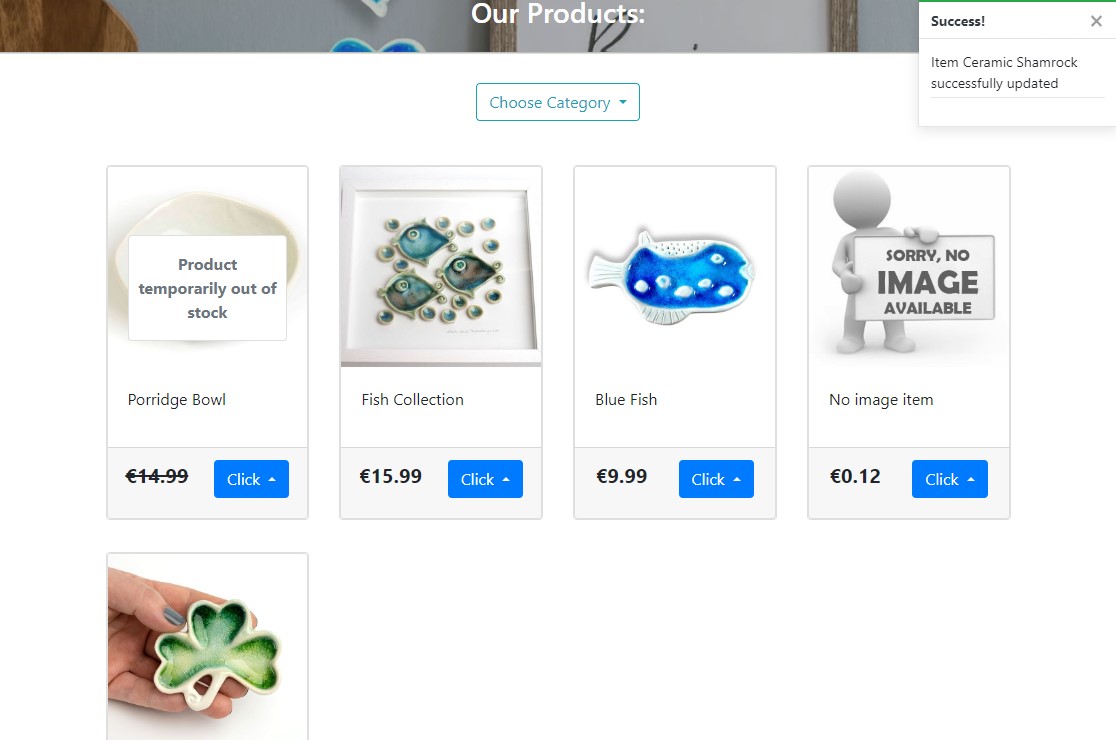 Our Products:
Success! ×
Item Ceramic Shamrock
successfully updated
Choose Category
Product
temporarily out of
stock
SORRY, NO
IMAGE
AVAILABLE
Porridge Bowl
Fish Collection
Blue Fish
No image item
€14.99
Click
€15.99
Click
€9.99
Click
€0.12
Click